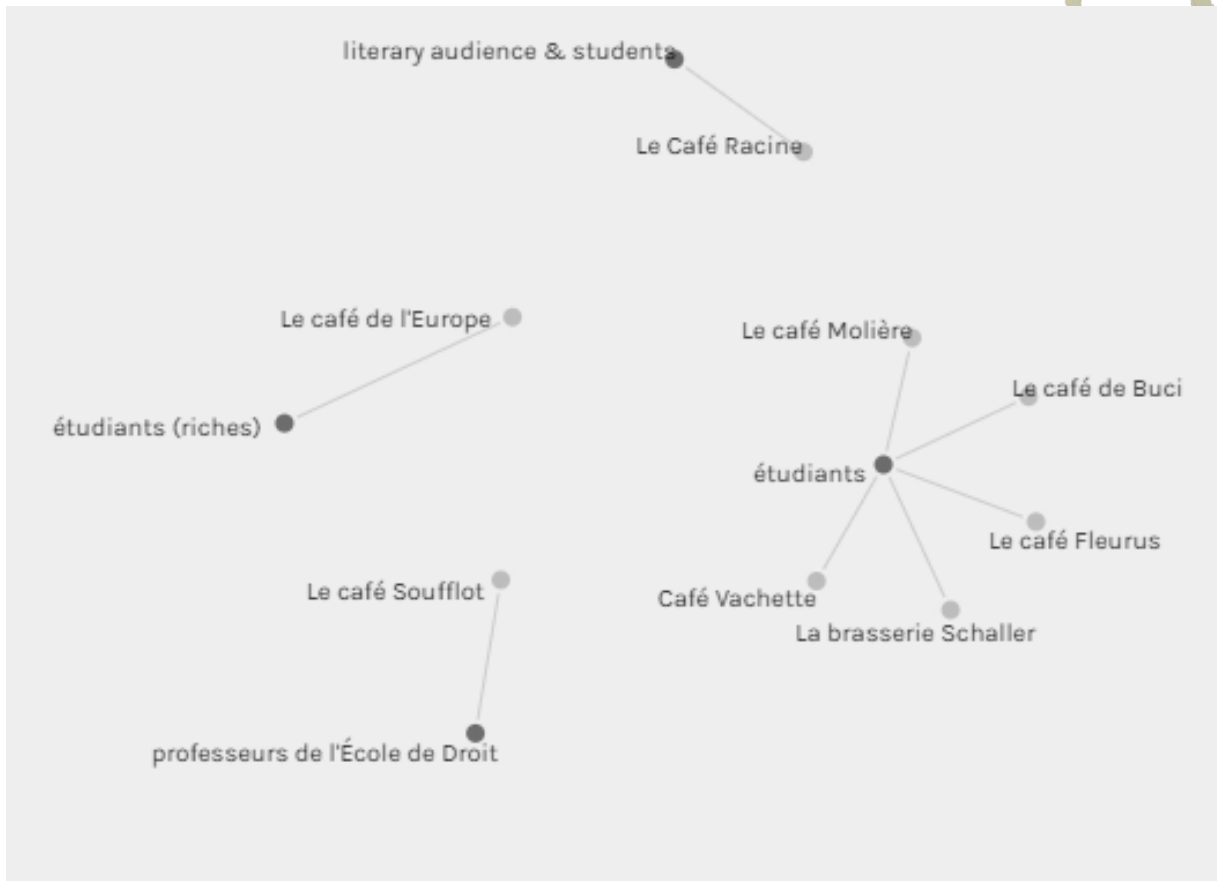 literary audience & students
Le Café Racine
Le café de l'Europe
Le café Molière
Le café de Buci
étudiants (riches)
étudiants
Le café Fleurus
Le café Soufflot
Café Vachette
La brasserie Schaller
professeurs de l'École de Droit